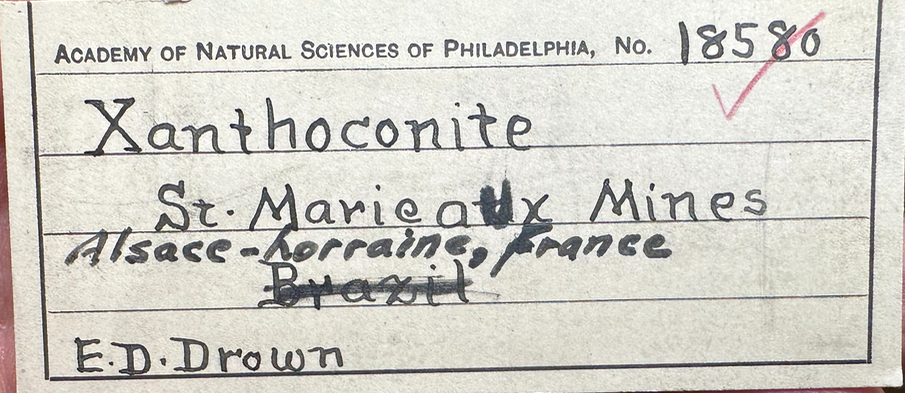 ACADEMY OF NATURAL SCIENCES OF PHILADELPHIA, No. 18580
Xanthoconite
St. Marie aux Mines
Alsace-Lorraine, France
Brazil
E.D. Drown